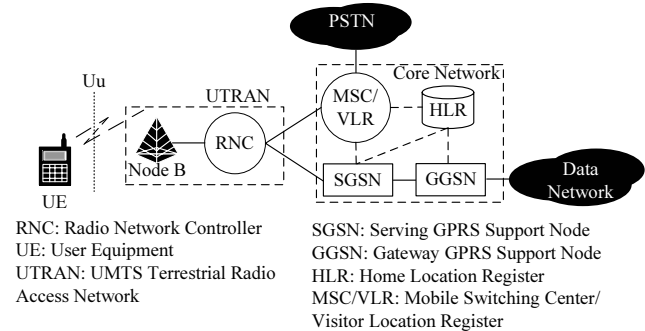 PSTN
Uu
Core Network
UTRAN
MSC/
VLR
HLR
RNC
Node B
SGSN
GGSN
Data
Network
UE
RNC: Radio Network Controller
UE: User Equipment
UTRAN: UMTS Terrestrial Radio
Access Network
SGSN: Serving GPRS Support Node
GGSN: Gateway GPRS Support Node
HLR: Home Location Register
MSC/VLR: Mobile Switching Center/
Visitor Location Register